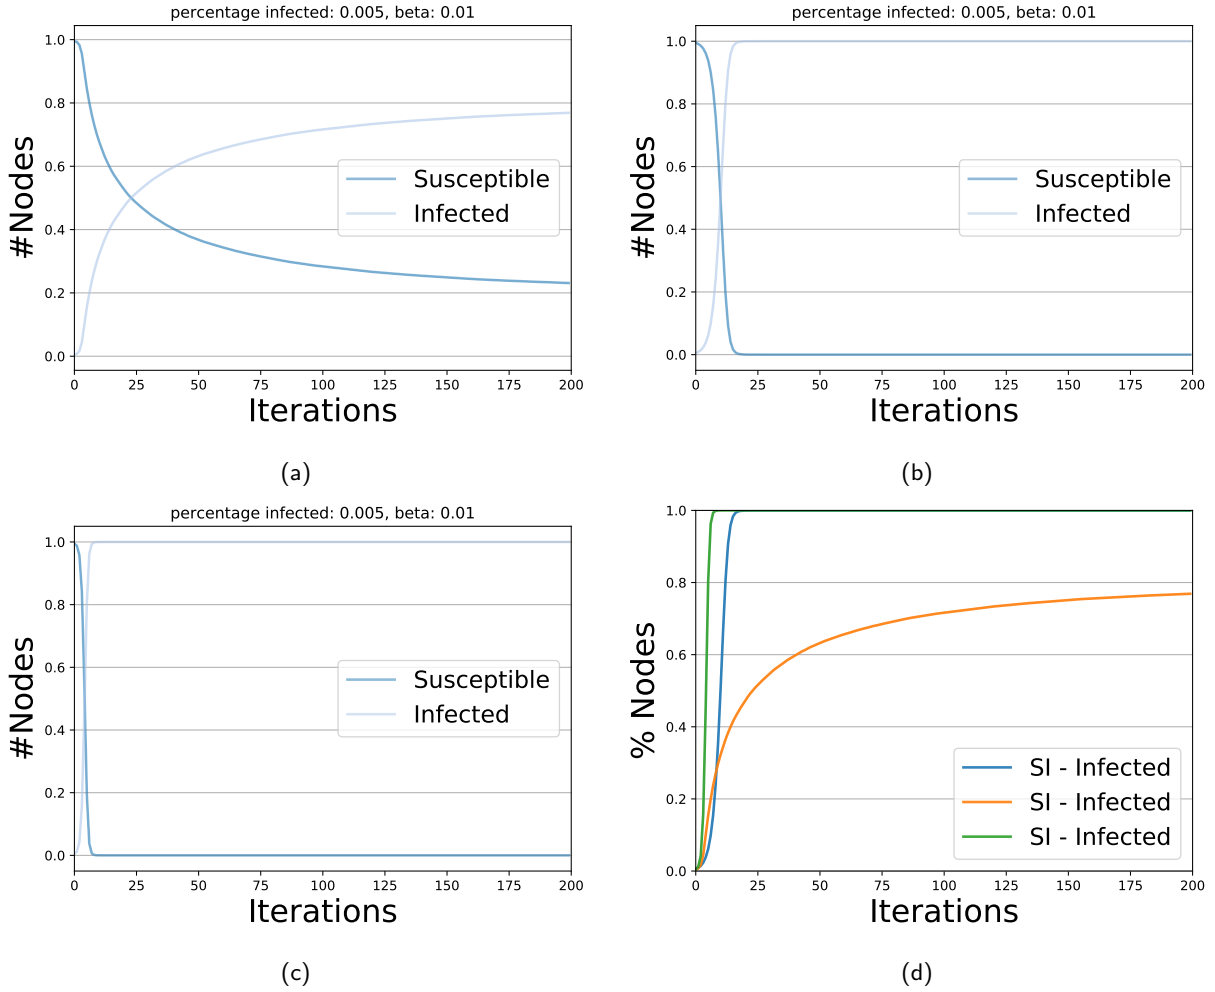 percentage infected: 0.005, beta: 0.01
1.0
0.8
0.6
0.4
0.2
0.0
#Nodes
Susceptible
Infected
0 25 50 75 100 125 150 175 200
Iterations
(a)
percentage infected: 0.005, beta: 0.01
1.0
0.8
0.6
0.4
0.2
0.0
#Nodes
Susceptible
Infected
0 25 50 75 100 125 150 175 200
Iterations
(b)
percentage infected: 0.005, beta: 0.01
1.0
0.8
0.6
0.4
0.2
0.0
#Nodes
Susceptible
Infected
0 25 50 75 100 125 150 175 200
Iterations
(c)
1.0
0.8
0.6
0.4
0.2
0.0
% Nodes
SI - Infected
SI - Infected
SI - Infected
0 25 50 75 100 125 150 175 200
Iterations
(d)